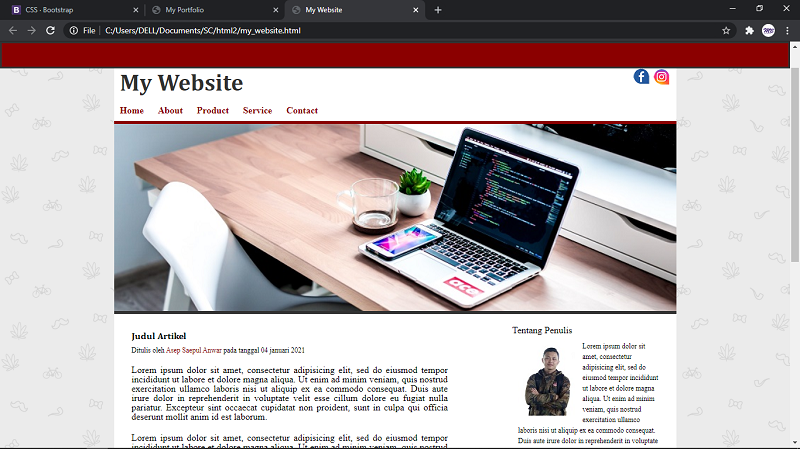 CSS · Bootstrap
My Portfolio
My Website
File
C:/Users/DELL/Documents/SC/html2/my_website.html
My Website
Home About Product Service Contact
Judul Artikel
Ditulis oleh Asep Saepul Anwar pada tanggal 04 januari 2021
Lorem ipsum dolor sit amet, consectetur adipisicing elit, sed do eiusmod tempor
incididunt ut labore et dolore magna aliqua. Ut enim ad minim veniam, quis nostrud
exercitation ullamco laboris nisi ut aliquip ex ea commodo consequat. Duis aute
irure dolor in reprehenderit in voluptate velit esse cillum dolore eu fugiat nulla
pariatur. Excepteur sint occaecat cupidatat non proident, sunt in culpa qui officia
deserunt mollit anim id est laborum.
Lorem ipsum dolor sit amet, consectetur adipisicing elit, sed do eiusmod tempor
incididunt ut labore et dolore magna aliqua. Ut enim ad minim veniam, quis nostrud
Tentang Penulis
Lorem ipsum dolor sit
amet, consectetur
adipisicing elit, sed do
eiusmod tempor
incididunt ut labore et
dolore magna aliqua.
Ut enim ad minim
veniam, quis nostrud
exercitation ullamco
laboris nisi ut aliquip ex ea commodo consequat.
Duis aute irure dolor in reprehenderit in voluptate